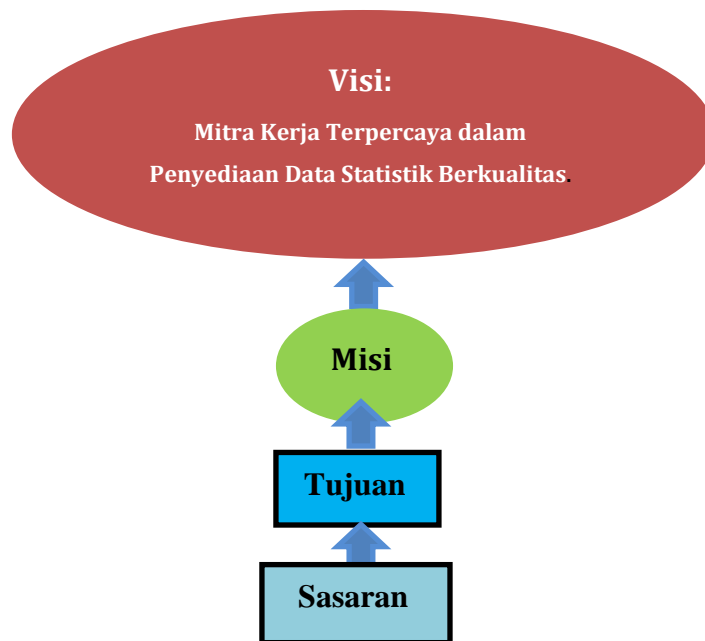 Visi:
Mitra Kerja Terpercaya dalam
Penyediaan Data Statistik Berkualitas.
Misi
Tujuan
Sasaran